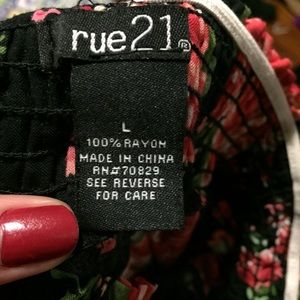 rue21®
L
100% RAYON
MADE IN CHINA
RN#70829
SEE REVERSE
FOR CARE